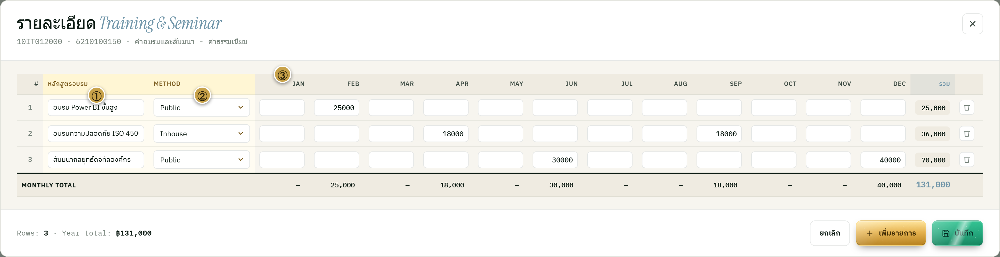 รายละเอียด Training & Seminar
10IT012000 · 6210100150 · ค่าอบรมและสัมมนา - ค่าธรรมเนียม
③
# หลักสูตรอบรม METHOD JAN FEB MAR APR MAY JUN JUL AUG SEP OCT NOV DEC รวม
① ②
1 อบรม Power BI ขั้นสูง Public 25000 25,000
2 อบรมความปลอดภัย ISO 450 Inhouse 18000 18000 36,000
3 สัมมนากลยุทธ์ดิจิทัลองค์กร Public 30000 40000 70,000
MONTHLY TOTAL — 25,000 — 18,000 — 30,000 — — 18,000 — — 40,000 131,000
Rows: 3 · Year total: ฿131,000
ยกเลิก + เพิ่มรายการ บันทึก